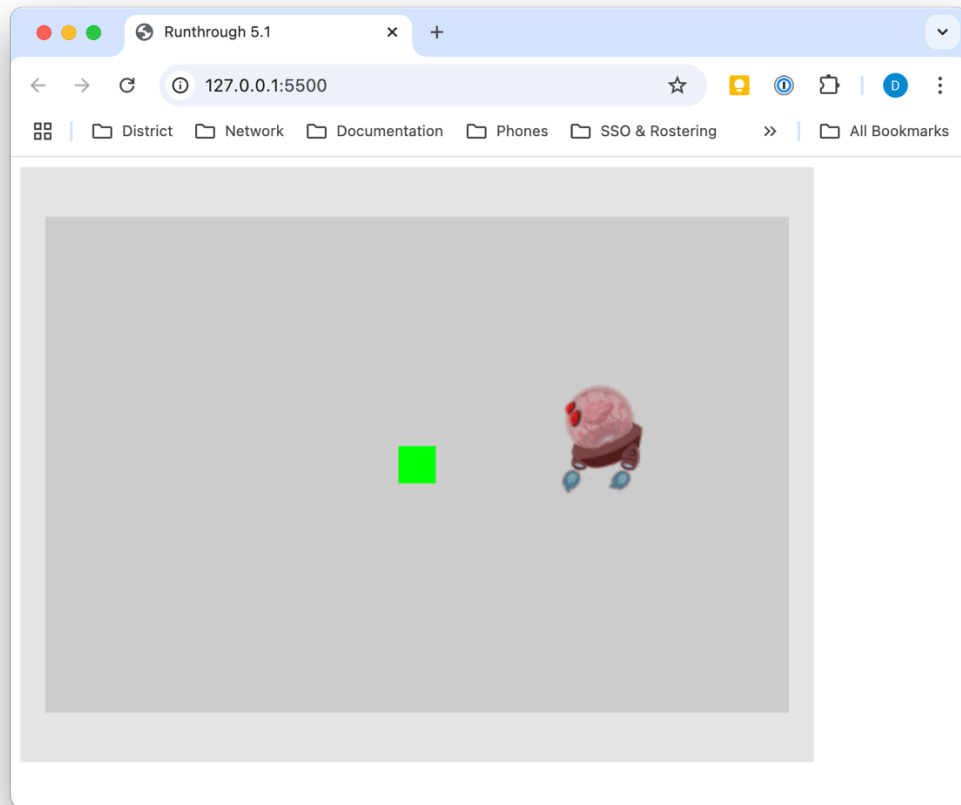 Runthrough 5.1
127.0.0.1:5500
D
District Network Documentation Phones SSO & Rostering All Bookmarks